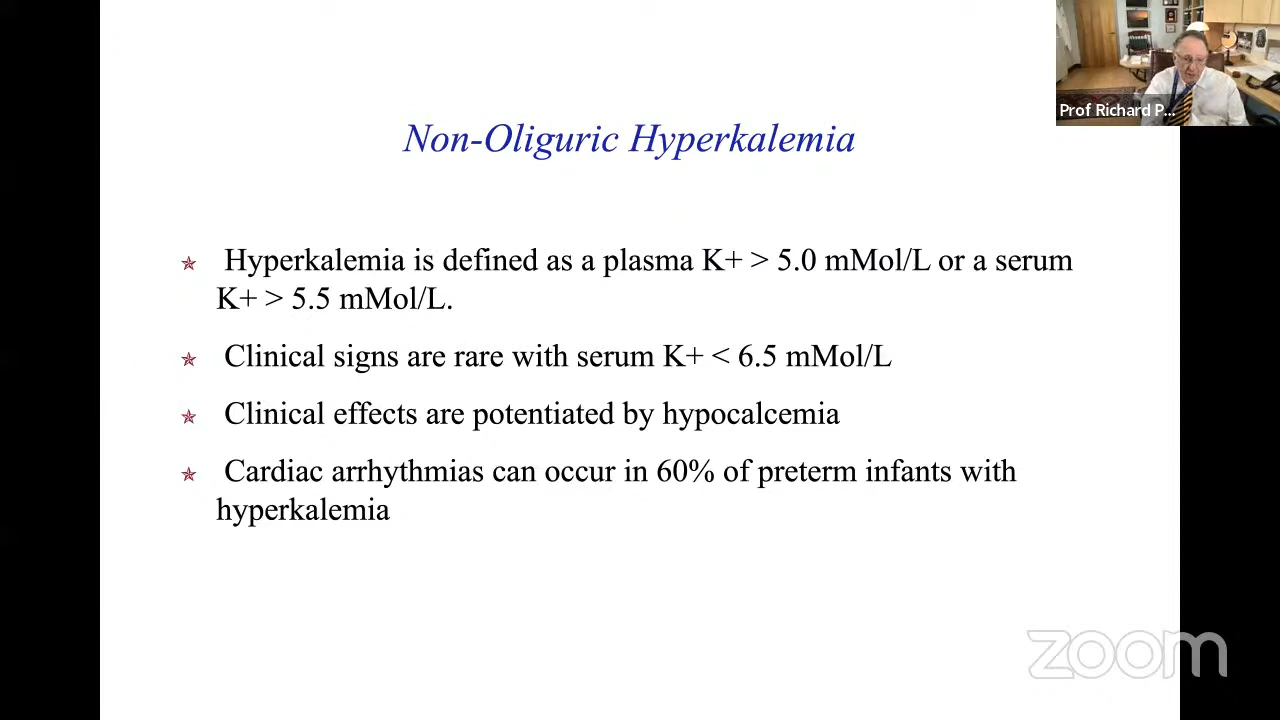 Prof Richard P...
Non-Oliguric Hyperkalemia
Hyperkalemia is defined as a plasma K+ > 5.0 mMol/L or a serum
K+ > 5.5 mMol/L.
Clinical signs are rare with serum K+ < 6.5 mMol/L
Clinical effects are potentiated by hypocalcemia
Cardiac arrhythmias can occur in 60% of preterm infants with
hyperkalemia
zoom